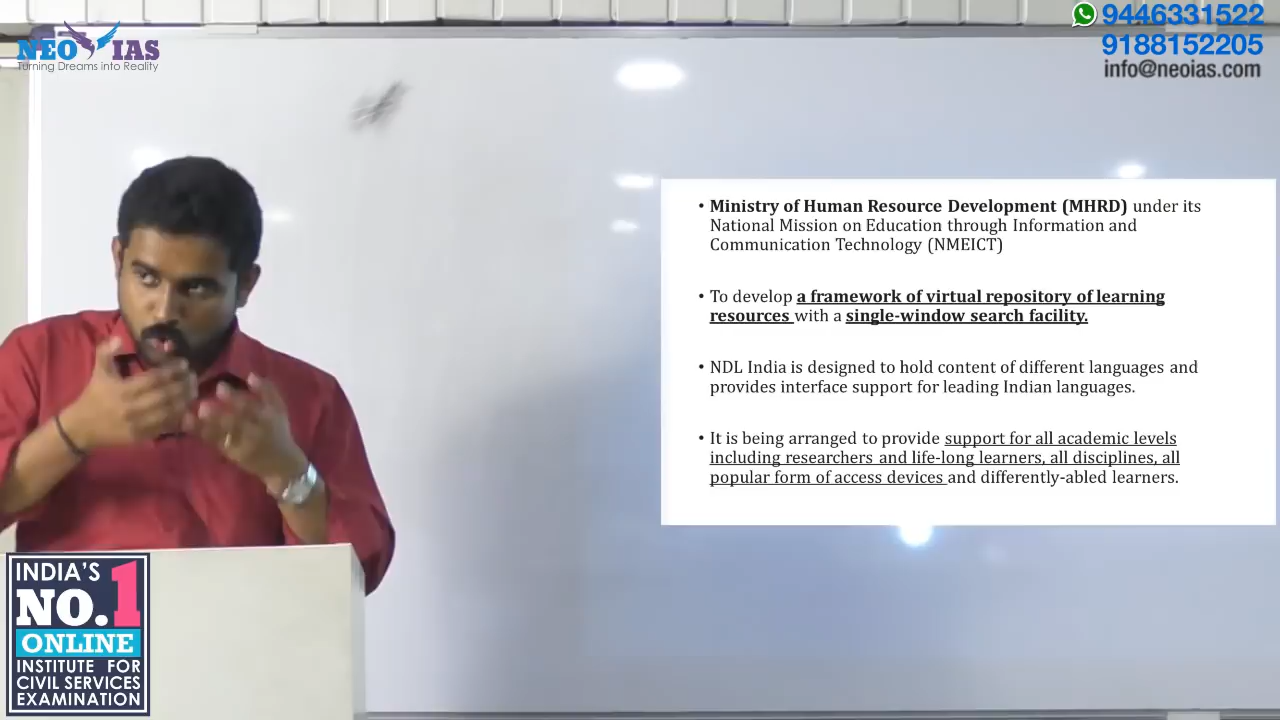 NEO IAS
Turning Dreams into Reality
9446331522
9188152205
info@neoias.com
• Ministry of Human Resource Development (MHRD) under its
National Mission on Education through Information and
Communication Technology (NMEICT)
• To develop a framework of virtual repository of learning
resources with a single-window search facility.
• NDL India is designed to hold content of different languages and
provides interface support for leading Indian languages.
• It is being arranged to provide support for all academic levels
including researchers and life-long learners, all disciplines, all
popular form of access devices and differently-abled learners.
INDIA'S
NO.1
ONLINE
INSTITUTE FOR
CIVIL SERVICES
EXAMINATION